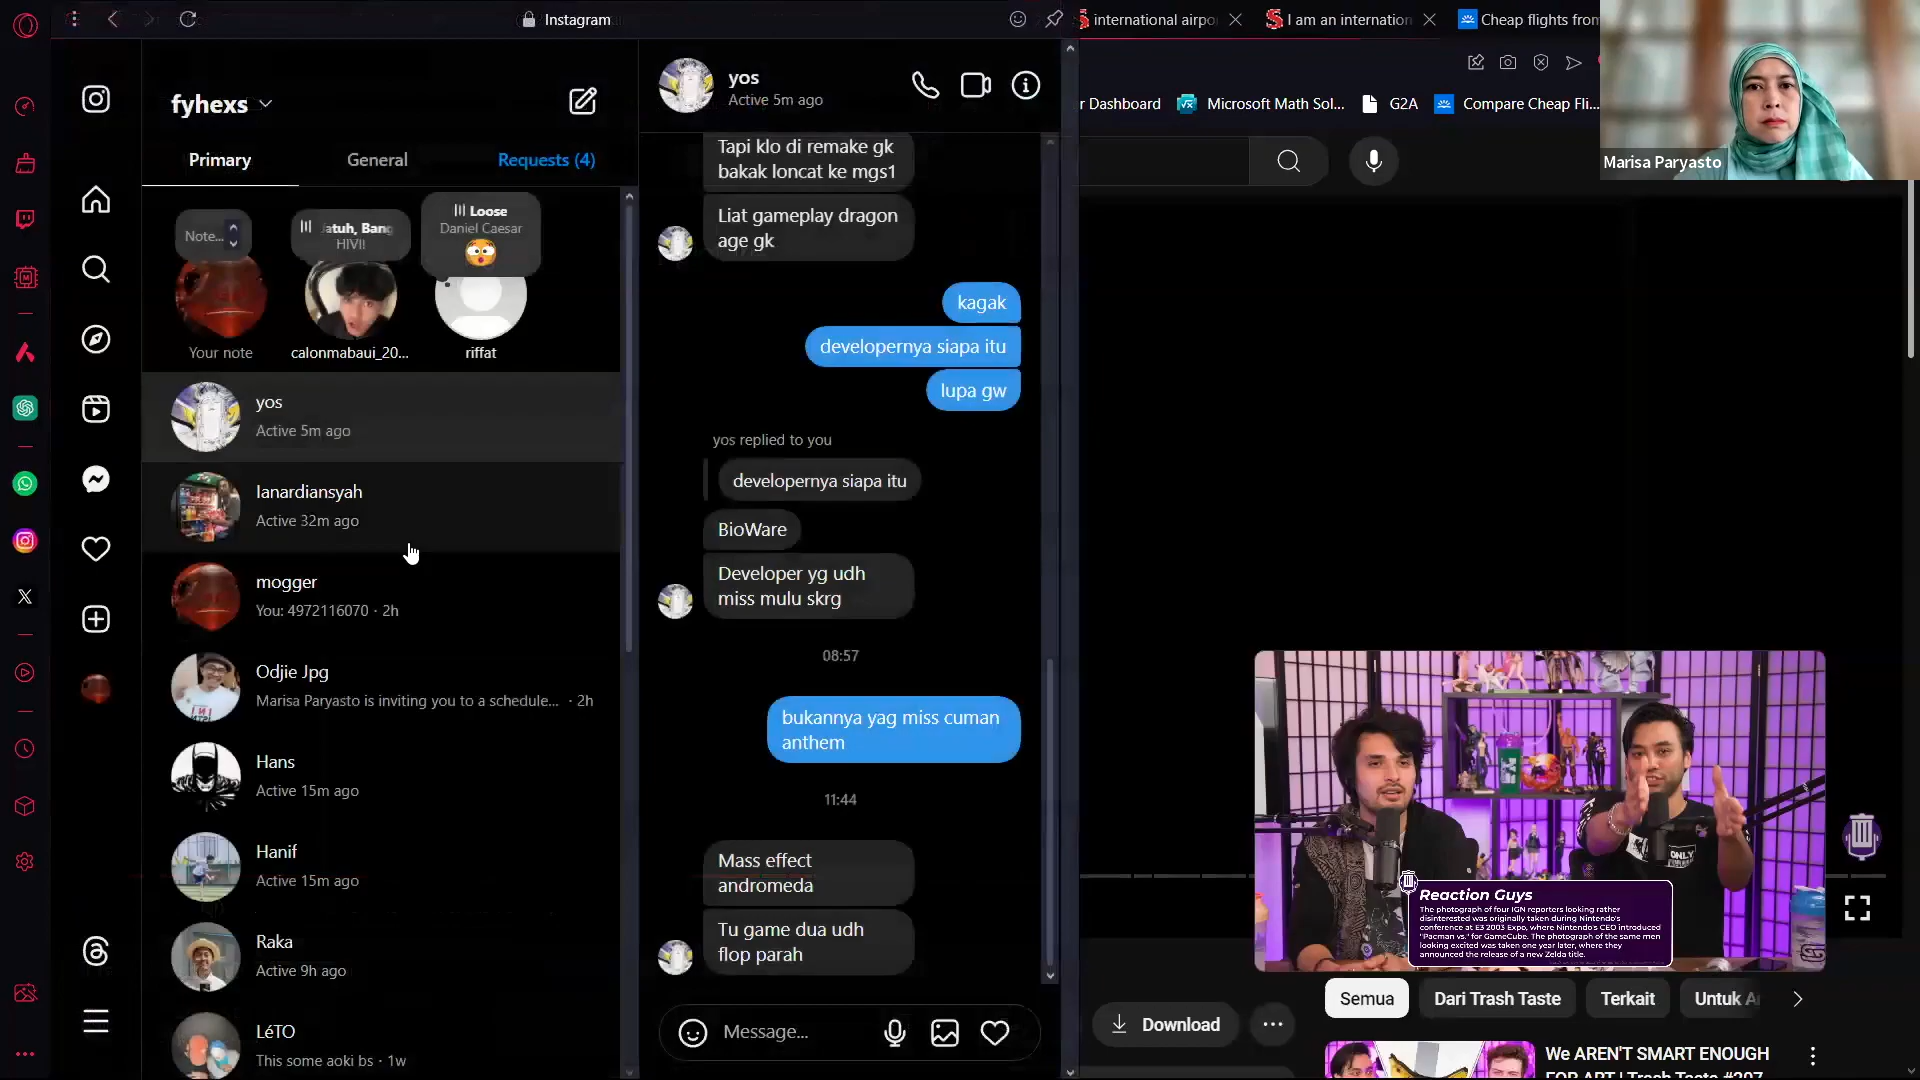 Instagram
international airpo
I am an internation
Cheap flights fron
Dashboard
Microsoft Math Sol...
G2A
Compare Cheap Fli...
Marisa Paryasto
fyhexs
Primary
General
Requests (4)
Note...
atuh, Bang
HIVI!
Loose
Daniel Caesar
Your note
calonmabaui_20...
riffat
yos
Active 5m ago
lanardiansyah
Active 32m ago
mogger
You: 4972116070 · 2h
Odjie Jpg
Marisa Paryasto is inviting you to a schedule... · 2h
Hans
Active 15m ago
Hanif
Active 15m ago
Raka
Active 9h ago
LéTO
This some aoki bs · 1w
yos
Active 5m ago
Tapi klo di remake gk
bakak loncat ke mgs1
Liat gameplay dragon
age gk
kagak
developernya siapa itu
lupa gw
yos replied to you
developernya siapa itu
BioWare
Developer yg udh
miss mulu skrg
08:57
bukannya yag miss cuman
anthem
11:44
Mass effect
andromeda
Tu game dua udh
flop parah
Message...
Reaction Guys
The photograph of four IGN reporters looking rather
disinterested was originally taken during Nintendo's
conference at E3 2003 Expo, where Nintendo's CEO introduced
"Pacman vs." for GameCube. The photograph of the same men
looking excited was taken one year later, where they
announced the release of a new Zelda title.
Download
Semua
Dari Trash Taste
Terkait
Untuk A
We AREN'T SMART ENOUGH
FOR ART | Trash Taste #207